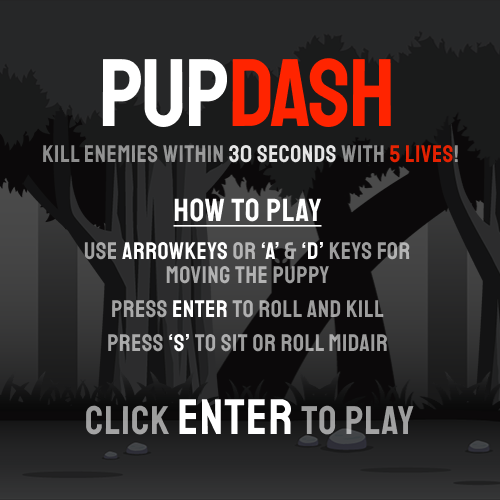 PUPDASH
KILL ENEMIES WITHIN 30 SECONDS WITH 5 LIVES!
HOW TO PLAY
USE ARROWKEYS OR ‘A’ & ‘D’ KEYS FOR
MOVING THE PUPPY
PRESS ENTER TO ROLL AND KILL
PRESS ‘S’ TO SIT OR ROLL MIDAIR
CLICK ENTER TO PLAY